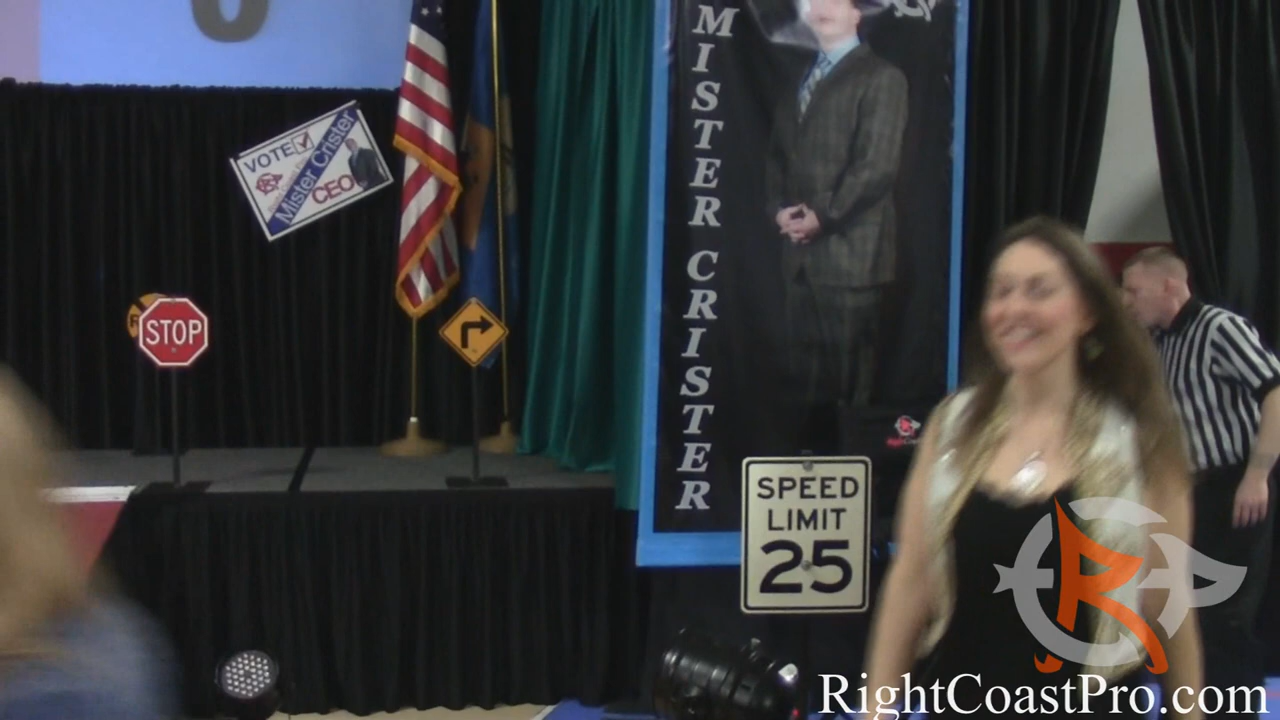 VOTE
Mister Crister
CEO
MISTER CRISTER
STOP
R
SPEED
LIMIT
25
R
RightCoastPro.com